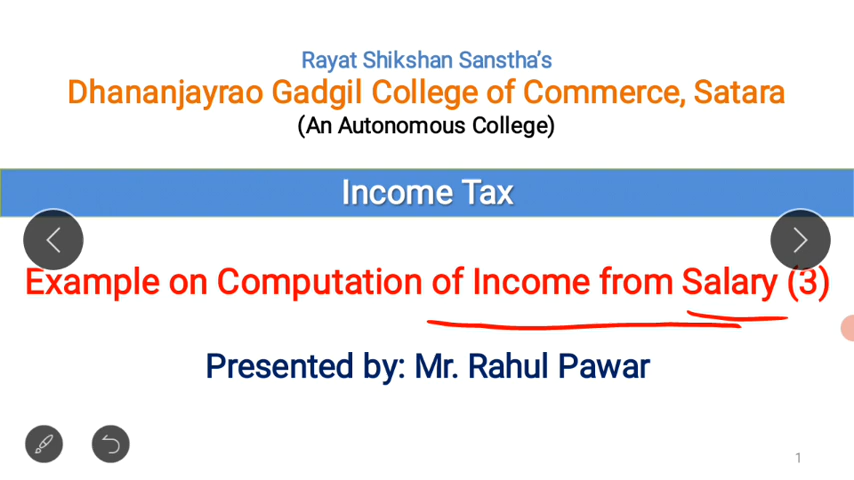 Rayat Shikshan Sanstha's
Dhananjayrao Gadgil College of Commerce, Satara
(An Autonomous College)
Income Tax
Example on Computation of Income from Salary (3)
Presented by: Mr. Rahul Pawar
1